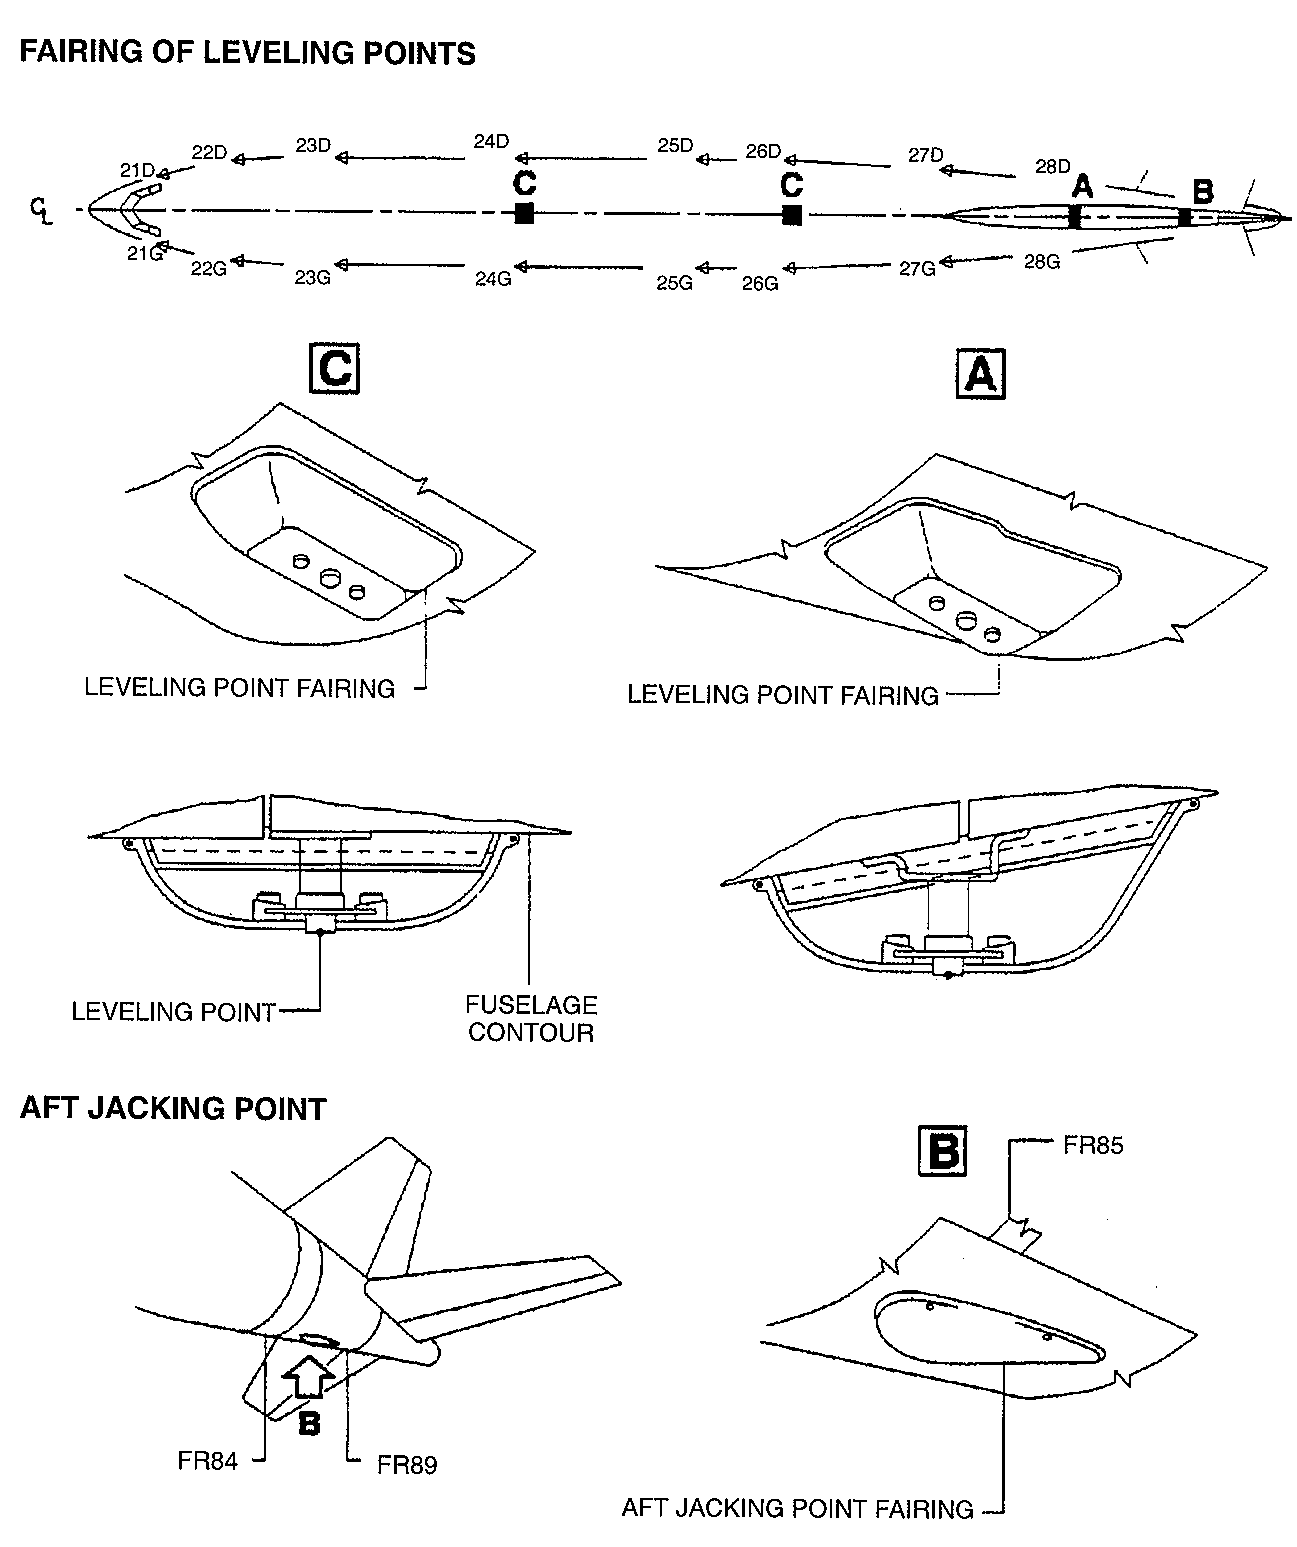 FAIRING OF LEVELING POINTS
21D 22D 23D 24D 25D 26D 27D 28D
C C A B
CL
21G 22G 23G 24G 25G 26G 27G 28G
C A
LEVELING POINT FAIRING
LEVELING POINT FAIRING
LEVELING POINT
FUSELAGE
CONTOUR
AFT JACKING POINT
B
FR85
B
FR84
FR89
AFT JACKING POINT FAIRING